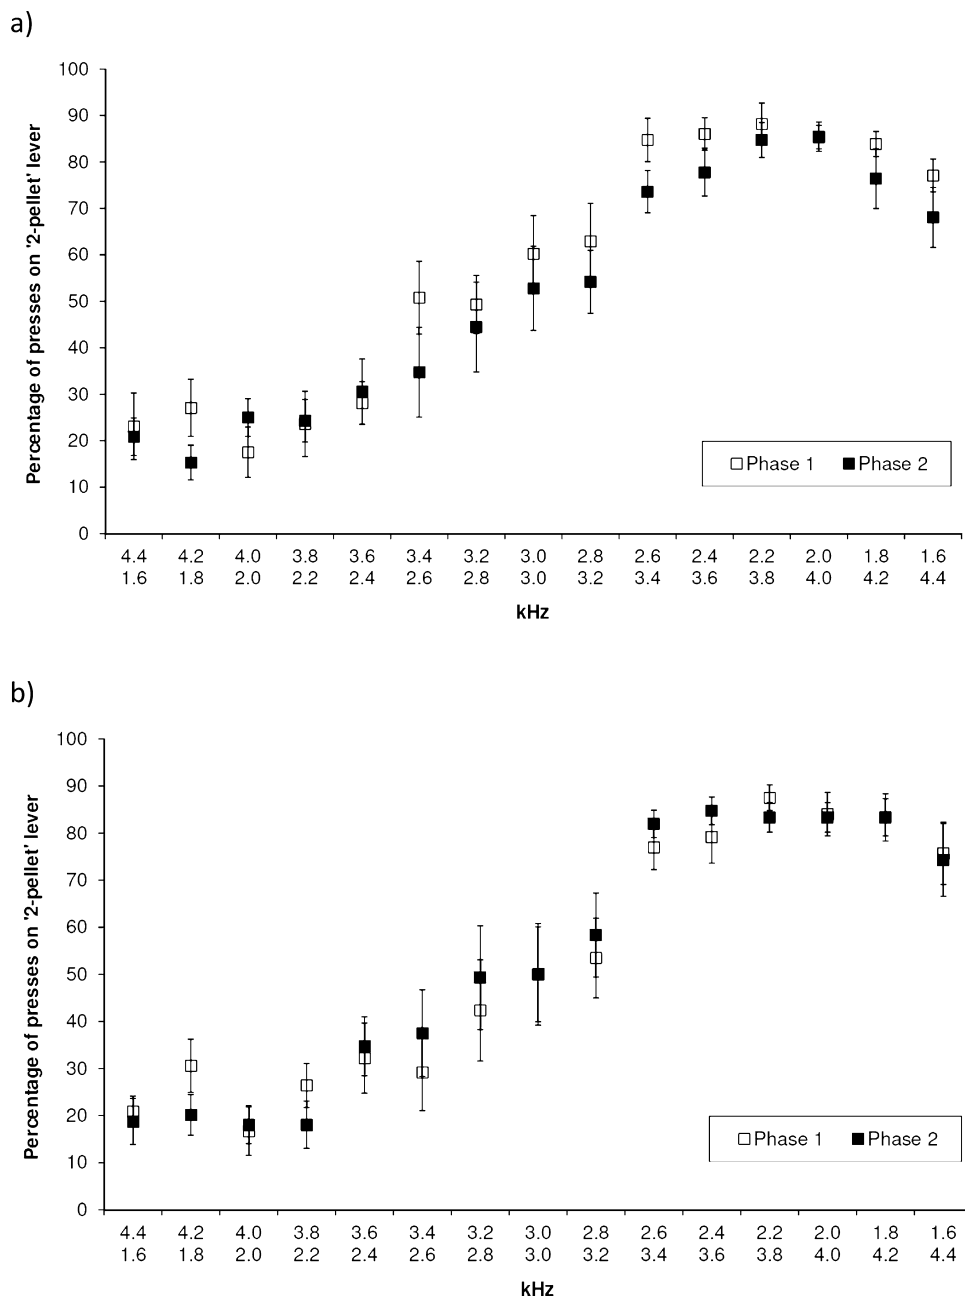 a)
100
90
80
70
60
50
40
30
20
10
0
Percentage of presses on '2-pellet' lever
Phase 1 Phase 2
4.4 4.2 4.0 3.8 3.6 3.4 3.2 3.0 2.8 2.6 2.4 2.2 2.0 1.8 1.6
1.6 1.8 2.0 2.2 2.4 2.6 2.8 3.0 3.2 3.4 3.6 3.8 4.0 4.2 4.4
kHz
b)
100
90
80
70
60
50
40
30
20
10
0
Percentage of presses on '2-pellet' lever
Phase 1 Phase 2
4.4 4.2 4.0 3.8 3.6 3.4 3.2 3.0 2.8 2.6 2.4 2.2 2.0 1.8 1.6
1.6 1.8 2.0 2.2 2.4 2.6 2.8 3.0 3.2 3.4 3.6 3.8 4.0 4.2 4.4
kHz